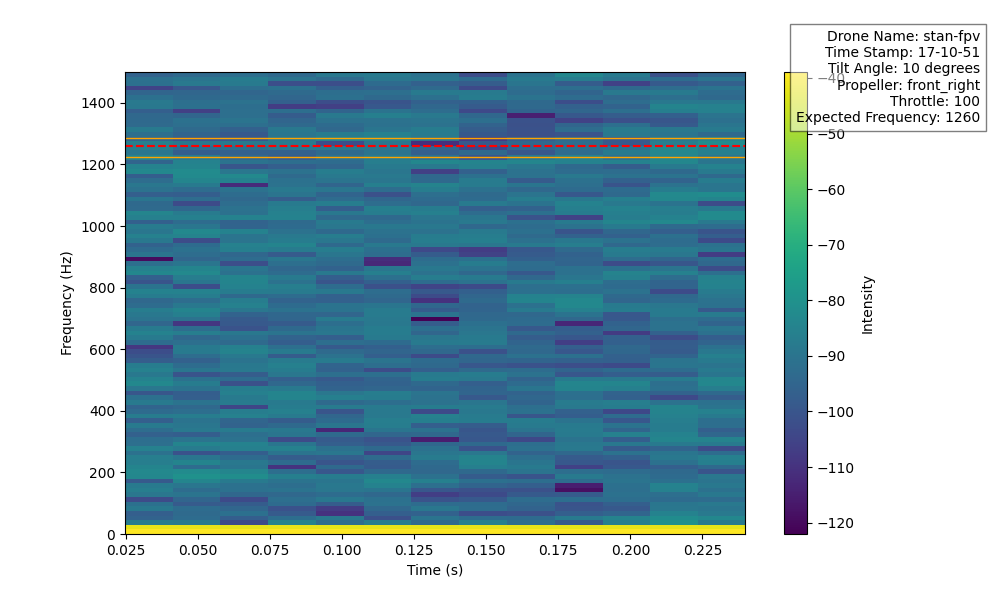 Drone Name: stan-fpv
Time Stamp: 17-10-51
Tilt Angle: 10 degrees
Propeller: front_right
Throttle: 100
Expected Frequency: 1260
1400
1200
1000
800
600
400
200
0
Frequency (Hz)
0.025 0.050 0.075 0.100 0.125 0.150 0.175 0.200 0.225
Time (s)
−40
−50
−60
−70
−80
−90
−100
−110
−120
Intensity